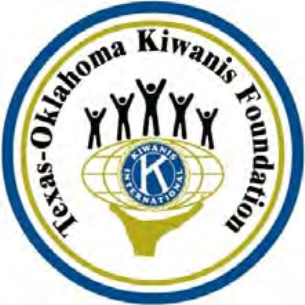 Texas-Oklahoma Kiwanis Foundation
KIWANIS
K
INTERNATIONAL